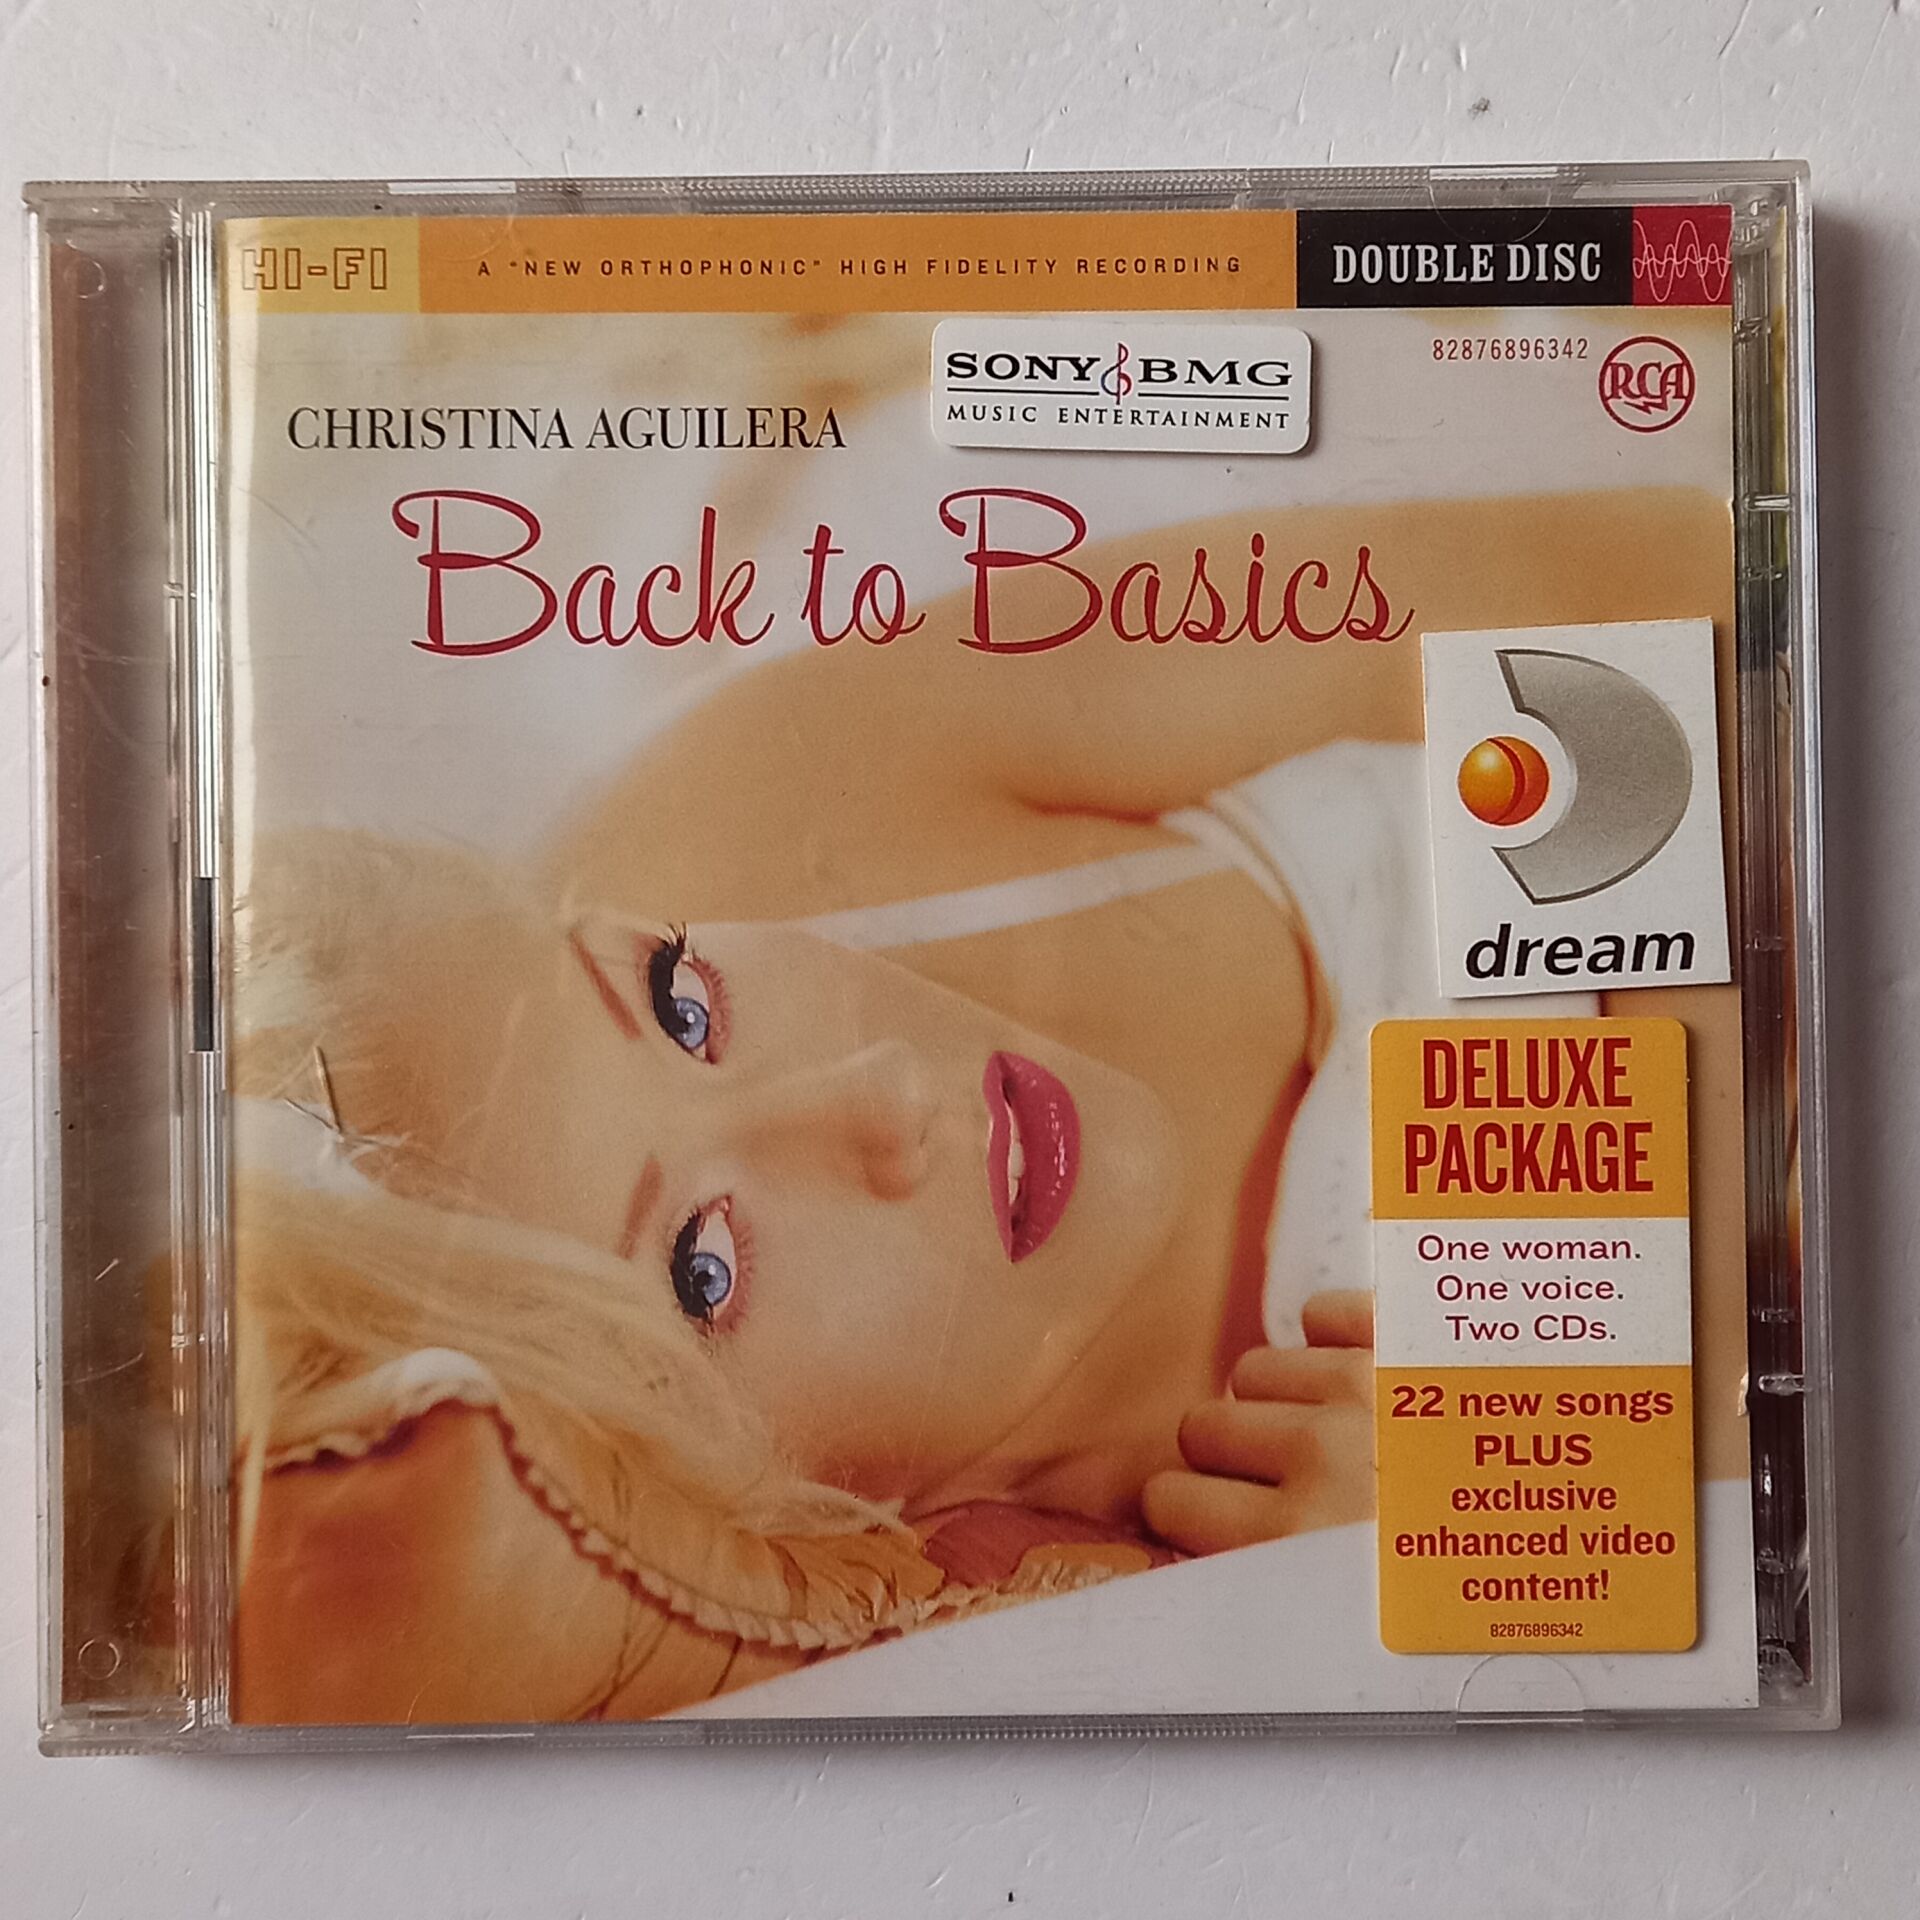 HI-FI
A "NEW ORTHOPHONIC" HIGH FIDELITY RECORDING
DOUBLE DISC
SONY BMG
MUSIC ENTERTAINMENT
82876896342
RCA
CHRISTINA AGUILERA
Back to Basics
dream
DELUXE
PACKAGE
One woman.
One voice.
Two CDs.
22 new songs
PLUS
exclusive
enhanced video
content!
82876896342